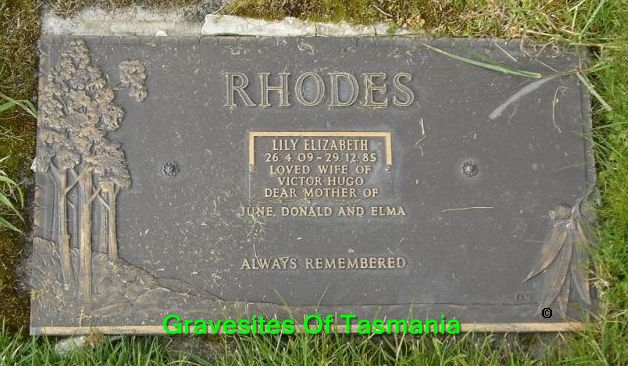 RHODES
LILY ELIZABETH
26 4 09 - 29 12 85
LOVED WIFE OF
VICTOR HUGO
DEAR MOTHER OF
JUNE, DONALD AND ELMA
ALWAYS REMEMBERED
©
Gravesites Of Tasmania